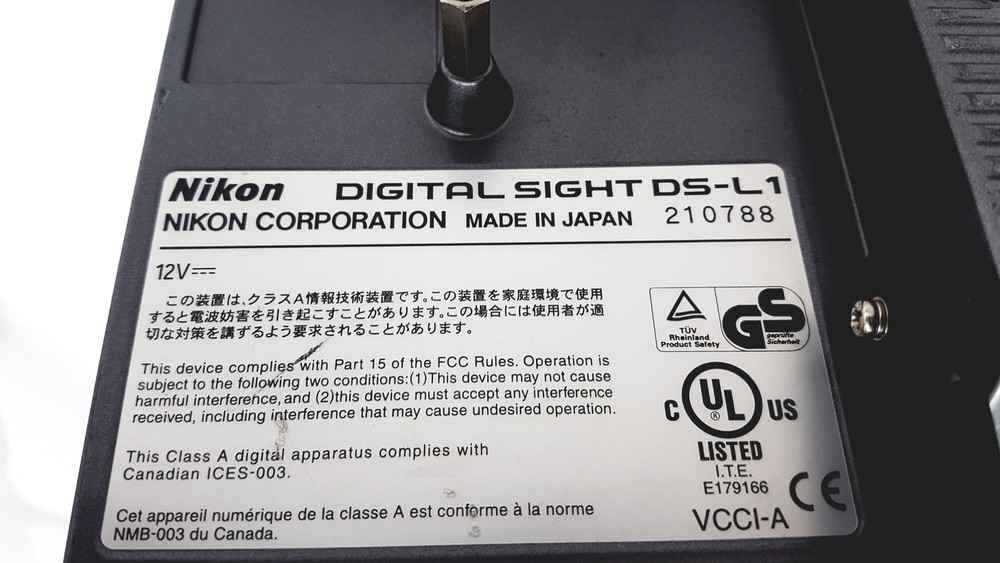 Nikon DIGITAL SIGHT DS-L1
NIKON CORPORATION MADE IN JAPAN 210788
12V
この装置は、クラスA情報技術装置です。この装置を家庭環境で使用
すると電波妨害を引き起こすことがあります。この場合には使用者が適
切な対策を講ずるよう要求されることがあります。
This device complies with Part 15 of the FCC Rules. Operation is
subject to the following two conditions:(1)This device may not cause
harmful interference,and (2)this device must accept any interference
received, including interference that may cause undesired operation.
This Class A digital apparatus complies with
Canadian ICES-003.
Cet appareil numérique de la classe A est conforme à la norme
NMB-003 du Canada.
TÜV
Rheinland
Product Safety
GS
geprüfte
Sicherheit
C UL ® US
LISTED
I.T.E.
E179166
CE
VCCI-A